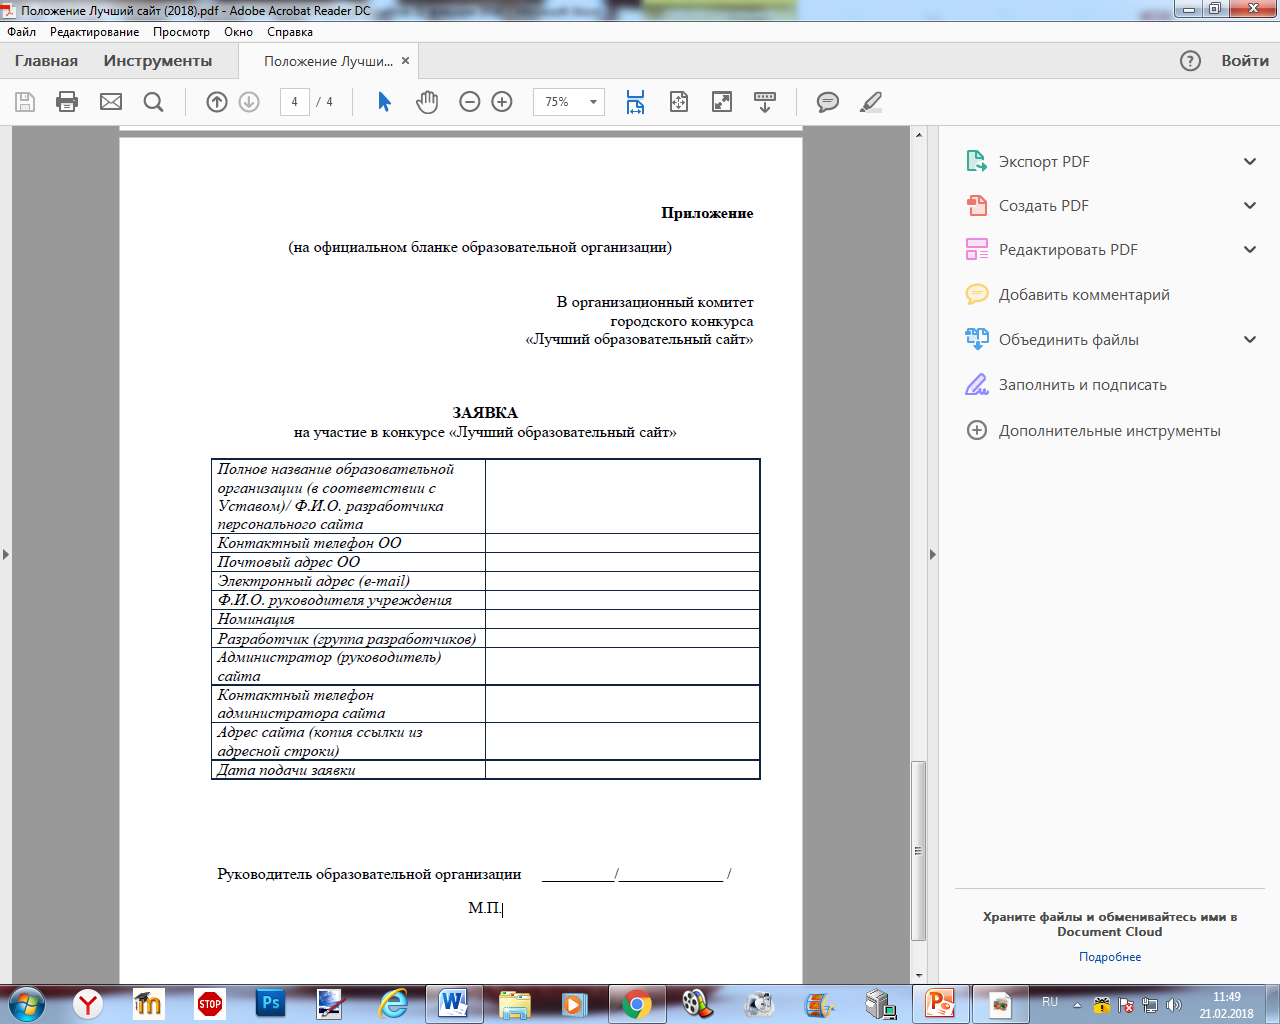 Положение Лучший сайт (2018).pdf - Adobe Acrobat Reader DC
Файл Редактирование Просмотр Окно Справка
Главная Инструменты Положение Лучши... × Войти
4 / 4 75%
Приложение
(на официальном бланке образовательной организации)
В организационный комитет
городского конкурса
«Лучший образовательный сайт»
ЗАЯВКА
на участие в конкурсе «Лучший образовательный сайт»
Полное название образовательной
организации (в соответствии с
Уставом)/ Ф.И.О. разработчика
персонального сайта
Контактный телефон ОО
Почтовый адрес ОО
Электронный адрес (e-mail)
Ф.И.О. руководителя учреждения
Номинация
Разработчик (группа разработчиков)
Администратор (руководитель)
сайта
Контактный телефон
администратора сайта
Адрес сайта (копия ссылки из
адресной строки)
Дата подачи заявки
Руководитель образовательной организации _________/_____________ /
М.П.
Экспорт PDF
Создать PDF
Редактировать PDF
Добавить комментарий
Объединить файлы
Заполнить и подписать
Дополнительные инструменты
Храните файлы и обменивайтесь ими в
Document Cloud
Подробнее
STOP
Ps
RU
11:49
21.02.2018